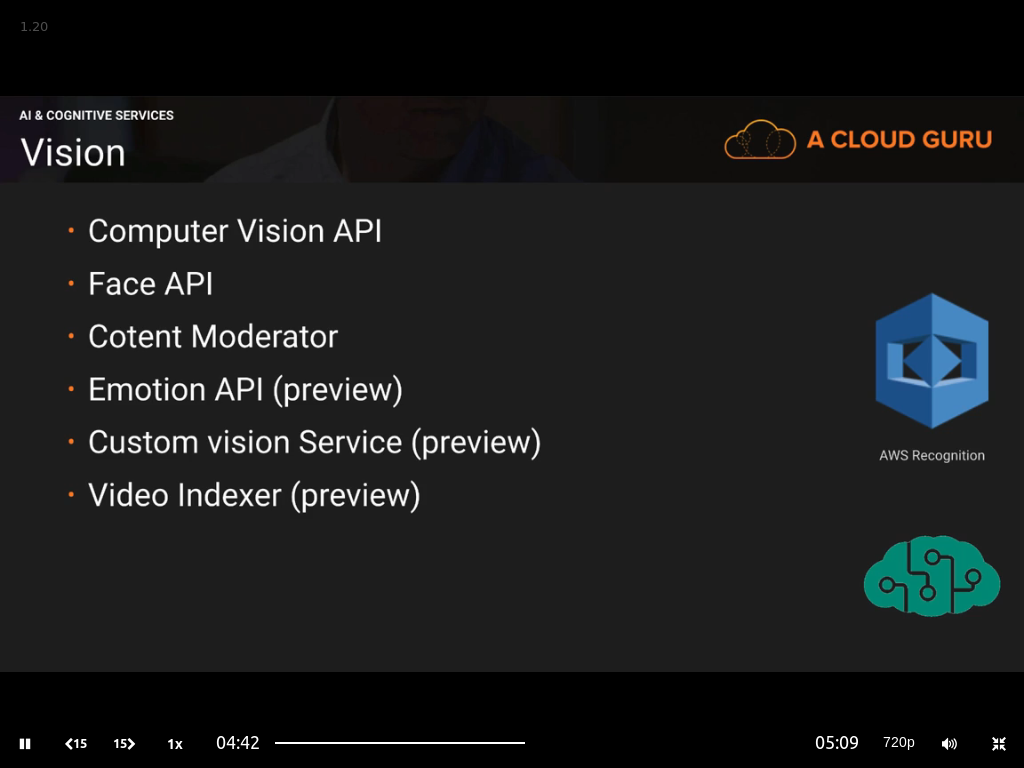 1.20
AI & COGNITIVE SERVICES
Vision
A CLOUD GURU
Computer Vision API
Face API
Cotent Moderator
Emotion API (preview)
Custom vision Service (preview)
Video Indexer (preview)
AWS Recognition
15 15 1x 04:42 05:09 720p